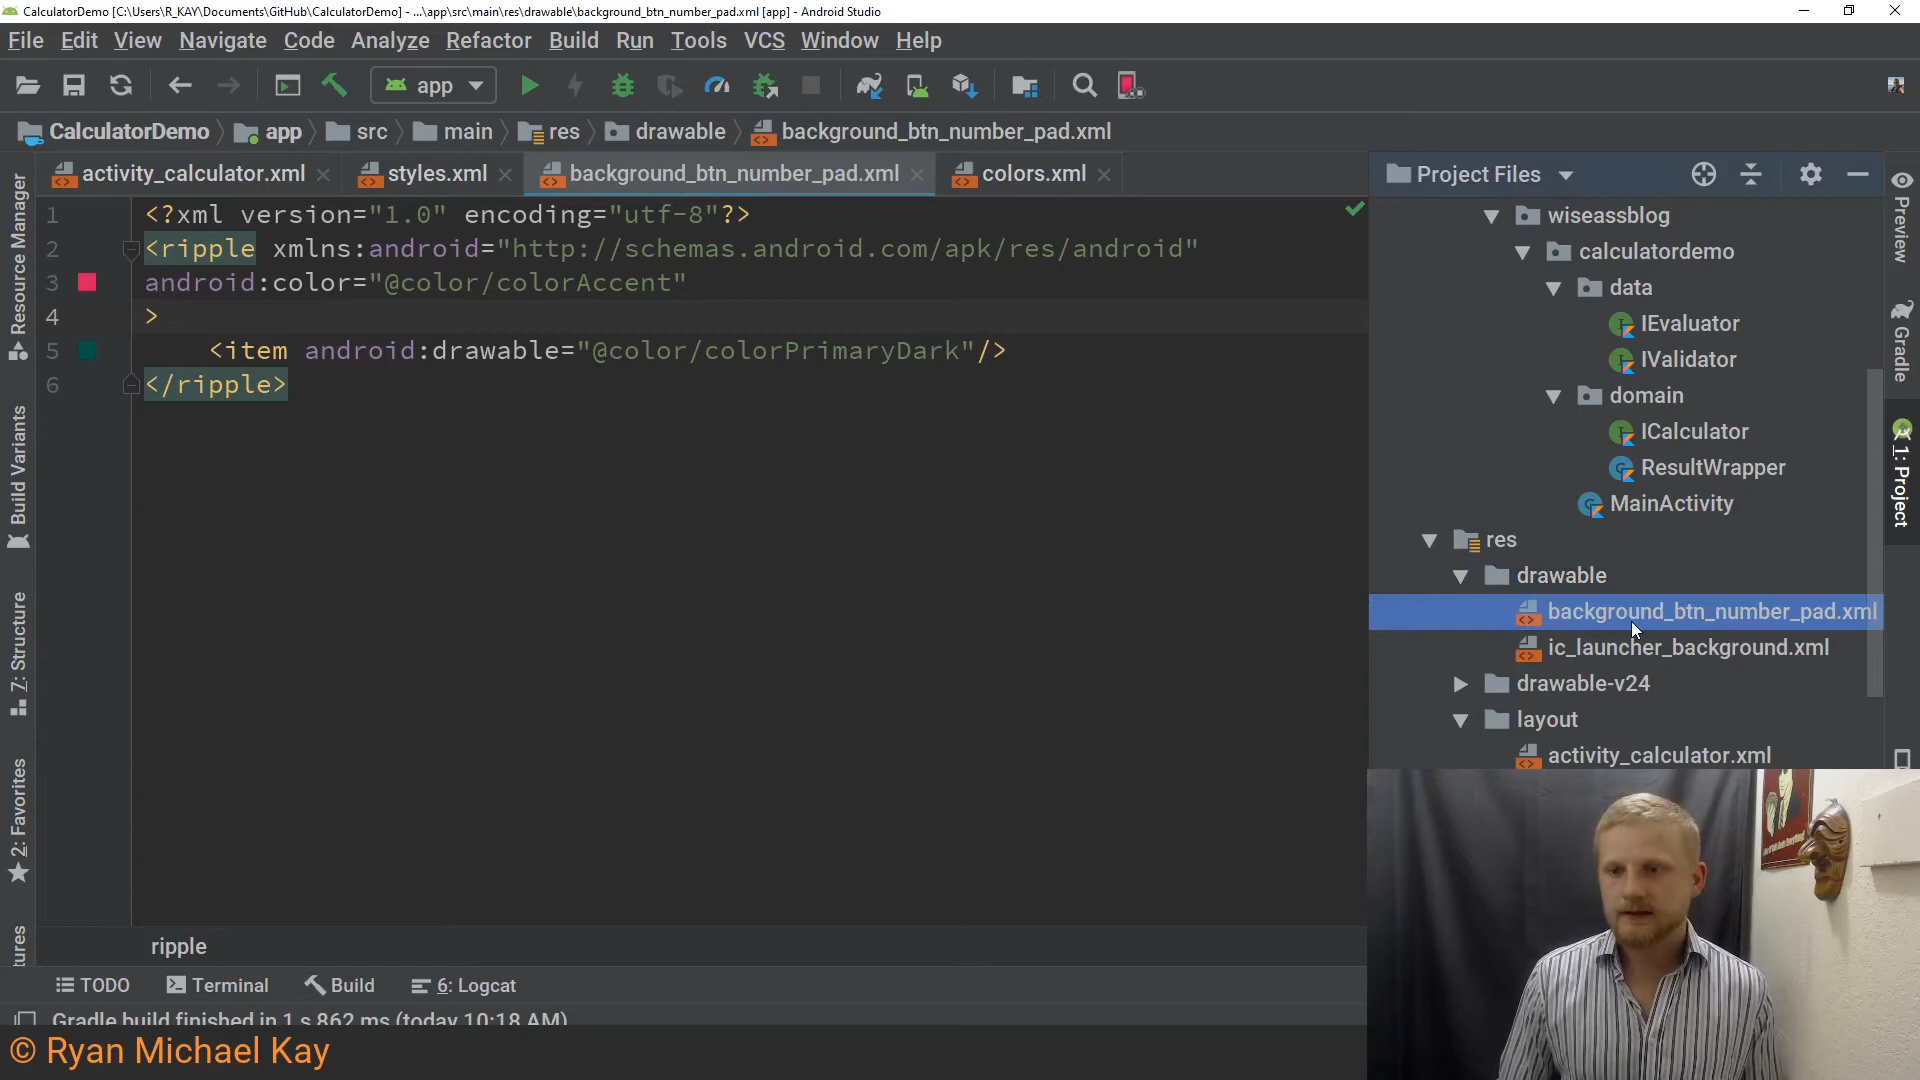 CalculatorDemo [C:\Users\R_KAY\Documents\GitHub\CalculatorDemo] - ...\app\src\main\res\drawable\background_btn_number_pad.xml [app] - Android Studio
File Edit View Navigate Code Analyze Refactor Build Run Tools VCS Window Help
app
CalculatorDemo app src main res drawable background_btn_number_pad.xml
activity_calculator.xml styles.xml background_btn_number_pad.xml colors.xml
1 <?xml version="1.0" encoding="utf-8"?>
2 <ripple xmlns:android="http://schemas.android.com/apk/res/android"
3 android:color="@color/colorAccent"
4 >
5 <item android:drawable="@color/colorPrimaryDark"/>
6 </ripple>
ripple
Resource Manager
Build Variants
7: Structure
2: Favorites
tures
Project Files
wiseassblog
calculatordemo
data
IEvaluator
IValidator
domain
ICalculator
ResultWrapper
MainActivity
res
drawable
background_btn_number_pad.xml
ic_launcher_background.xml
drawable-v24
layout
activity_calculator.xml
Preview
Gradle
1: Project
TODO Terminal Build 6: Logcat
Gradle build finished in 1 s 862 ms (today 10:18 AM)
© Ryan Michael Kay